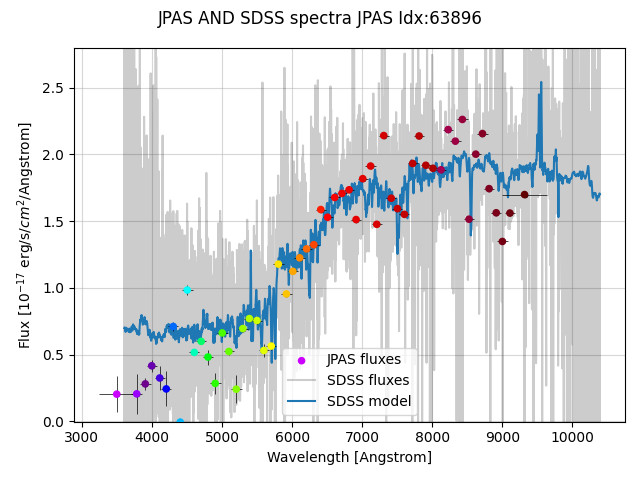 JPAS AND SDSS spectra JPAS Idx:63896
2.5
2.0
1.5
1.0
0.5
0.0
Flux [10⁻¹⁷ erg/s/cm²/Angstrom]
JPAS fluxes
SDSS fluxes
SDSS model
3000 4000 5000 6000 7000 8000 9000 10000
Wavelength [Angstrom]